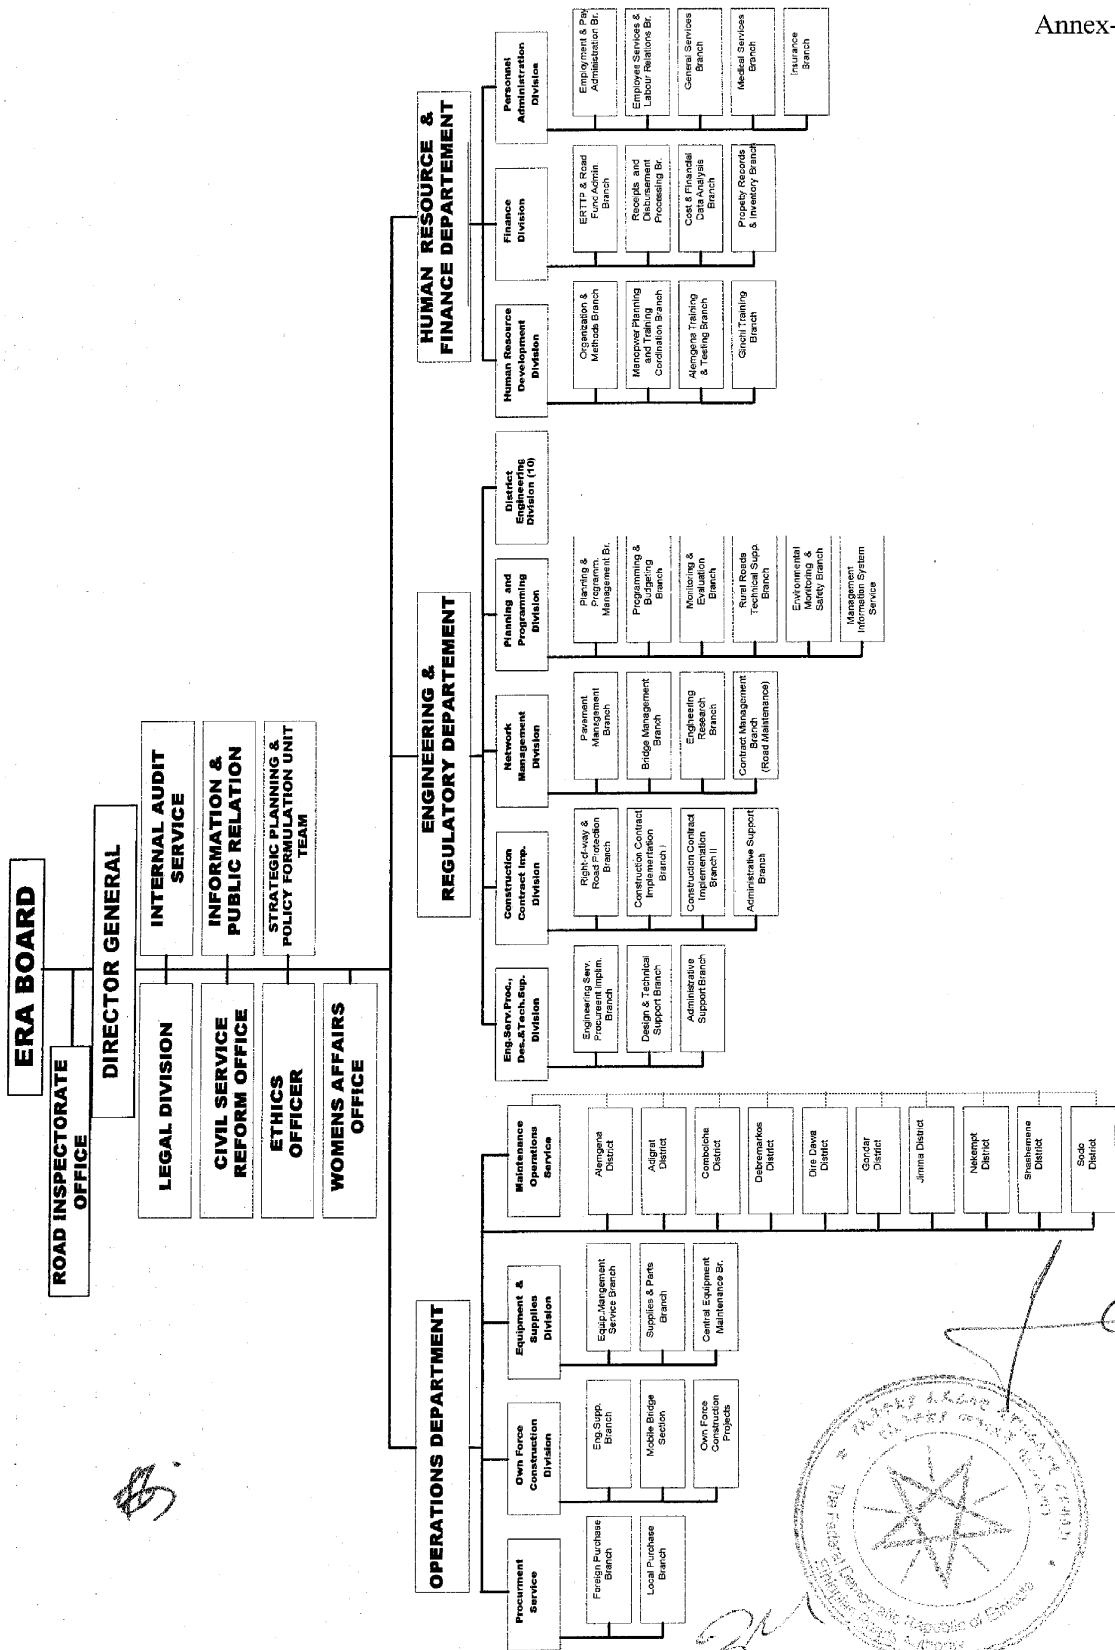 Annex-
ERA BOARD
ROAD INSPECTORATE
OFFICE
DIRECTOR GENERAL
LEGAL DIVISION
INTERNAL AUDIT
SERVICE
CIVIL SERVICE
REFORM OFFICE
INFORMATION &
PUBLIC RELATION
ETHICS
OFFICER
STRATEGIC PLANNING &
POLICY FORMULATION UNIT
TEAM
WOMENS AFFAIRS
OFFICE
OPERATIONS DEPARTMENT
Procurment
Service
Foreign Purchase
Branch
Local Purchase
Branch
Own Force
Construction
Division
Eng.Supp.
Branch
Mobile Bridge
Section
Own Force
Construction
Projects
Equipment &
Supplies
Division
Equip.Mangement
Service Branch
Supplies & Parts
Branch
Central Equipment
Maintenance Br.
Maintenance
Operations
Service
Alemgena
District
Adigrat
District
Combolcha
District
Debremarkos
District
Dire Dawa
District
Gondar
District
Jimma District
Nekempt
District
Shashemene
District
Sodo
District
ENGINEERING &
REGULATORY DEPARTEMENT
Eng.Serv.Proc.,
Des.&Tech.Sup.
Division
Engineering Serv.
Procureent Implim.
Branch
Design & Technical
Support Branch
Administrative
Support Branch
Construction
Contract Imp.
Division
Right-of-way &
Road Protection
Branch
Construction Contract
Implementation
Branch I
Construction Contract
Implementation
Branch II
Administrative Support
Branch
Network
Management
Division
Pavement
Management
Branch
Bridge Management
Branch
Engineering
Research
Branch
Contract Management
Branch
(Road Maintenance)
Planning and
Programming
Division
Planning &
Programm.
Management Br.
Programming &
Budgeting
Branch
Monitoring &
Evaluation
Branch
Rural Roads
Technical Supp.
Branch
Environmental
Monitoring &
Safety Branch
Management
Information System
Service
District
Engineering
Division (10)
HUMAN RESOURCE &
FINANCE DEPARTEMENT
Human Resource
Development
Division
Organization &
Methods Branch
Manopwer Planning
and Training
Cordination Branch
Alemgena Training
& Testing Branch
Ginchi Training
Branch
Finance
Division
ERTTP & Road
Fund Admin.
Branch
Receipts and
Disbursement
Processing Br.
Cost & Financial
Data Analysis
Branch
Propety Records
& Inventory Branch
Personnel
Administration
Division
Employment & Pay
Administration Br.
Employee Services &
Labour Relations Br.
General Services
Branch
Medical Services
Branch
Insurance
Branch
The Federal Democratic Republic of Ethiopia